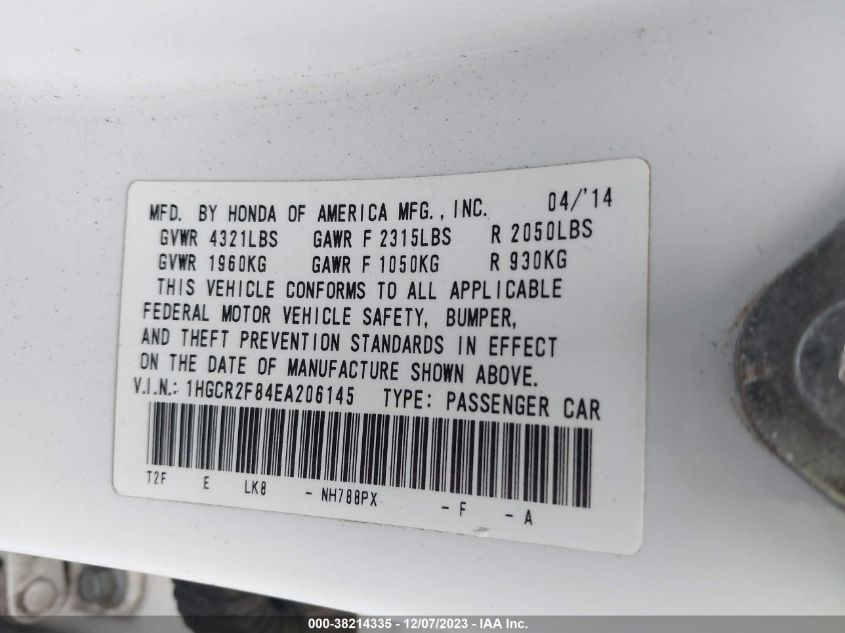 MFD. BY HONDA OF AMERICA MFG., INC. 04/'14
GVWR 4321LBS GAWR F 2315LBS R 2050LBS
GVWR 1960KG GAWR F 1050KG R 930KG
THIS VEHICLE CONFORMS TO ALL APPLICABLE
FEDERAL MOTOR VEHICLE SAFETY, BUMPER,
AND THEFT PREVENTION STANDARDS IN EFFECT
ON THE DATE OF MANUFACTURE SHOWN ABOVE.
V.I.N.: 1HGCR2F84EA206145 TYPE: PASSENGER CAR
T2F E LK8 - NH788PX - F - A
000-38214335 - 12/07/2023 - IAA Inc.